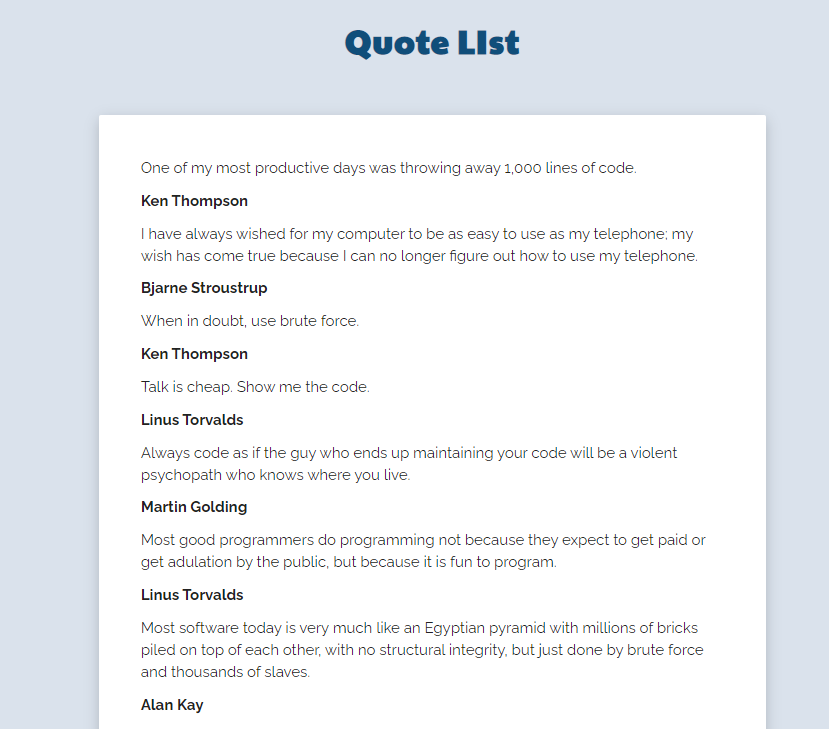 Quote LIst
One of my most productive days was throwing away 1,000 lines of code.
Ken Thompson
I have always wished for my computer to be as easy to use as my telephone; my
wish has come true because I can no longer figure out how to use my telephone.
Bjarne Stroustrup
When in doubt, use brute force.
Ken Thompson
Talk is cheap. Show me the code.
Linus Torvalds
Always code as if the guy who ends up maintaining your code will be a violent
psychopath who knows where you live.
Martin Golding
Most good programmers do programming not because they expect to get paid or
get adulation by the public, but because it is fun to program.
Linus Torvalds
Most software today is very much like an Egyptian pyramid with millions of bricks
piled on top of each other, with no structural integrity, but just done by brute force
and thousands of slaves.
Alan Kay